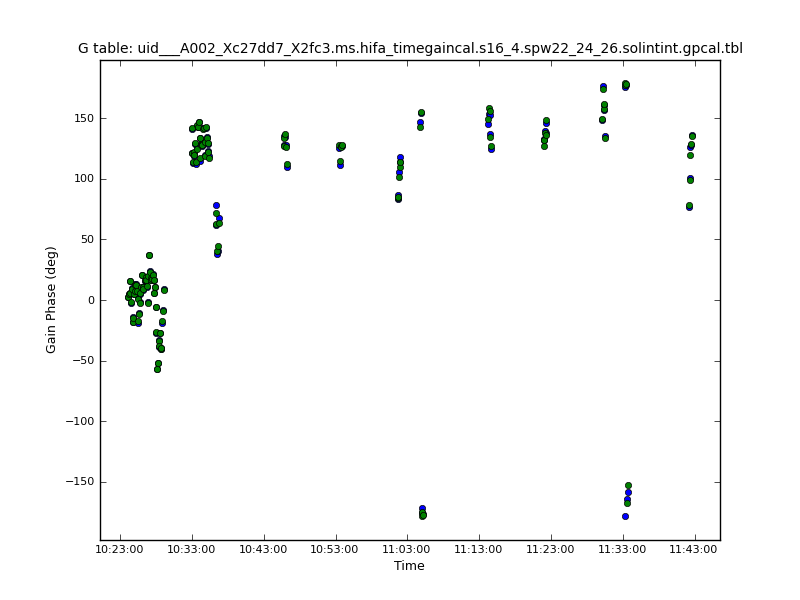 G table: uid___A002_Xc27dd7_X2fc3.ms.hifa_timegaincal.s16_4.spw22_24_26.solintint.gpcal.tbl
150
100
50
0
−50
−100
−150
Gain Phase (deg)
10:23:00 10:33:00 10:43:00 10:53:00 11:03:00 11:13:00 11:23:00 11:33:00 11:43:00
Time